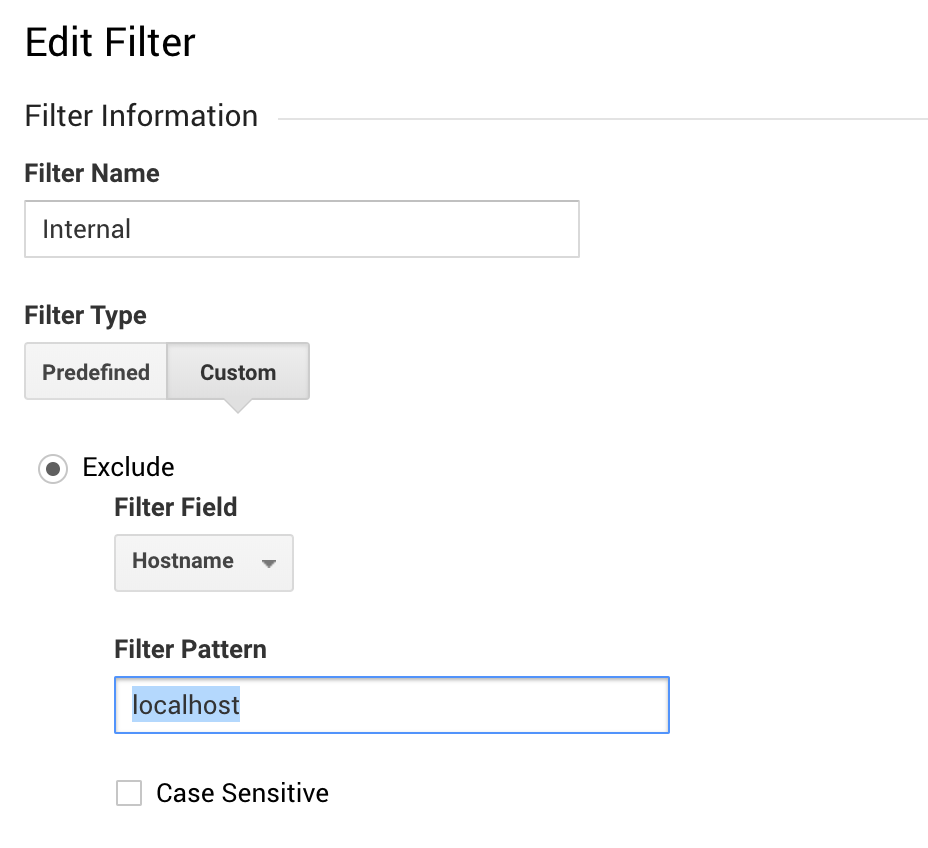 Edit Filter
Filter Information
Filter Name
Internal
Filter Type
Predefined Custom
Exclude
Filter Field
Hostname
Filter Pattern
localhost
Case Sensitive